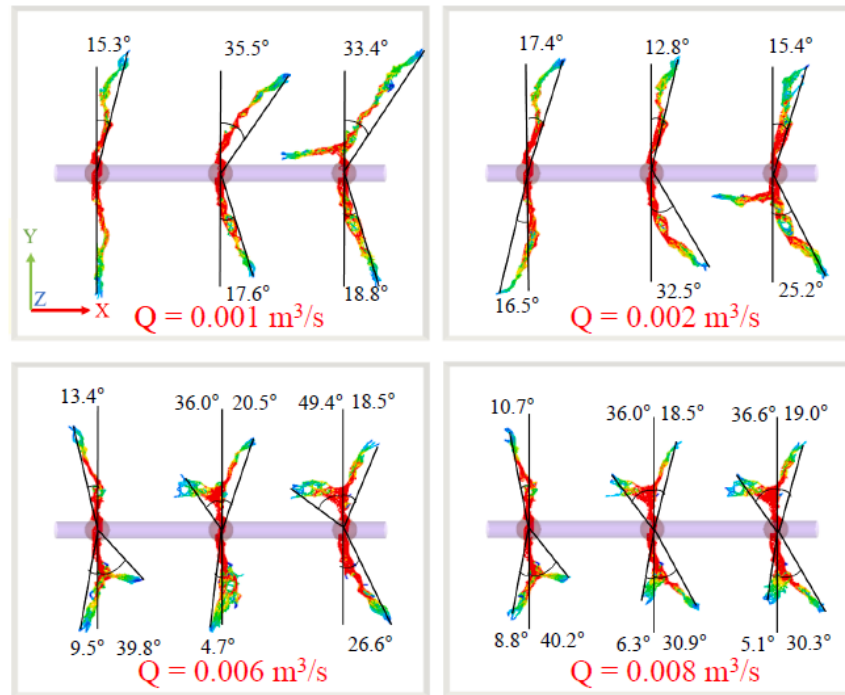 15.3° 35.5° 33.4°
17.6° 18.8°
Y
Z
X
Q = 0.001 m³/s
17.4° 12.8° 15.4°
16.5° 32.5° 25.2°
Q = 0.002 m³/s
13.4° 36.0° 20.5° 49.4° 18.5°
9.5° 39.8° 4.7° 26.6°
Q = 0.006 m³/s
10.7° 36.0° 18.5° 36.6° 19.0°
8.8° 40.2° 6.3° 30.9° 5.1° 30.3°
Q = 0.008 m³/s